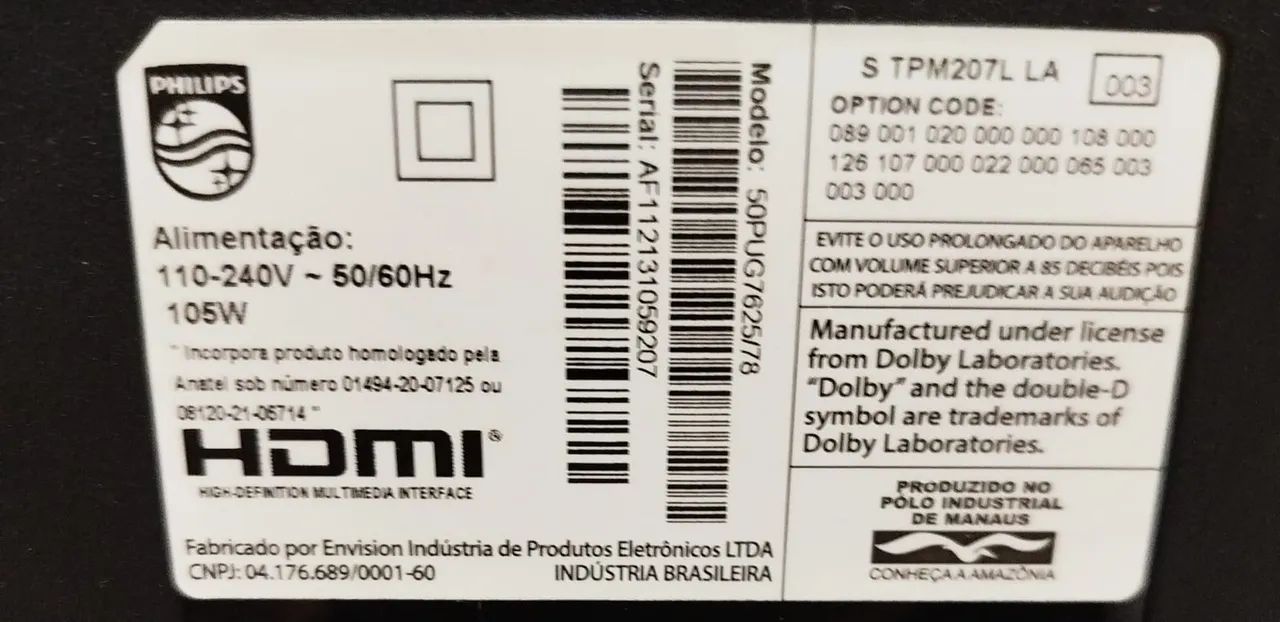 PHILIPS
Alimentação:
110-240V ~ 50/60Hz
105W
"Incorpora produto homologado pela
Anatel sob número 01494-20-07125 ou
08120-21-06714"
HDMI®
HIGH-DEFINITION MULTIMEDIA INTERFACE
Fabricado por Envision Indústria de Produtos Eletrônicos LTDA
CNPJ: 04.176.689/0001-60
INDÚSTRIA BRASILEIRA
Modelo: 50PUG7625/78
Serial: AF1121310​59207
S TPM207L LA
003
OPTION CODE:
089 001 020 000 000 108 000
126 107 000 022 000 065 003
003 000
EVITE O USO PROLONGADO DO APARELHO
COM VOLUME SUPERIOR A 85 DECIBÉIS POIS
ISTO PODERÁ PREJUDICAR A SUA AUDIÇÃO
Manufactured under license
from Dolby Laboratories.
"Dolby" and the double-D
symbol are trademarks of
Dolby Laboratories.
PRODUZIDO NO
PÓLO INDUSTRIAL
DE MANAUS
CONHEÇA A AMAZÔNIA